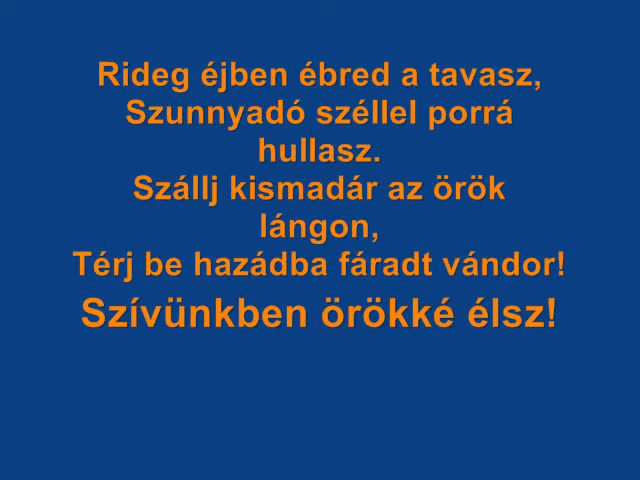 Rideg éjben ébred a tavasz,
Szunnyadó széllel porrá
hullasz.
Szállj kismadár az örök
lángon,
Térj be hazádba fáradt vándor!
Szívünkben örökké élsz!